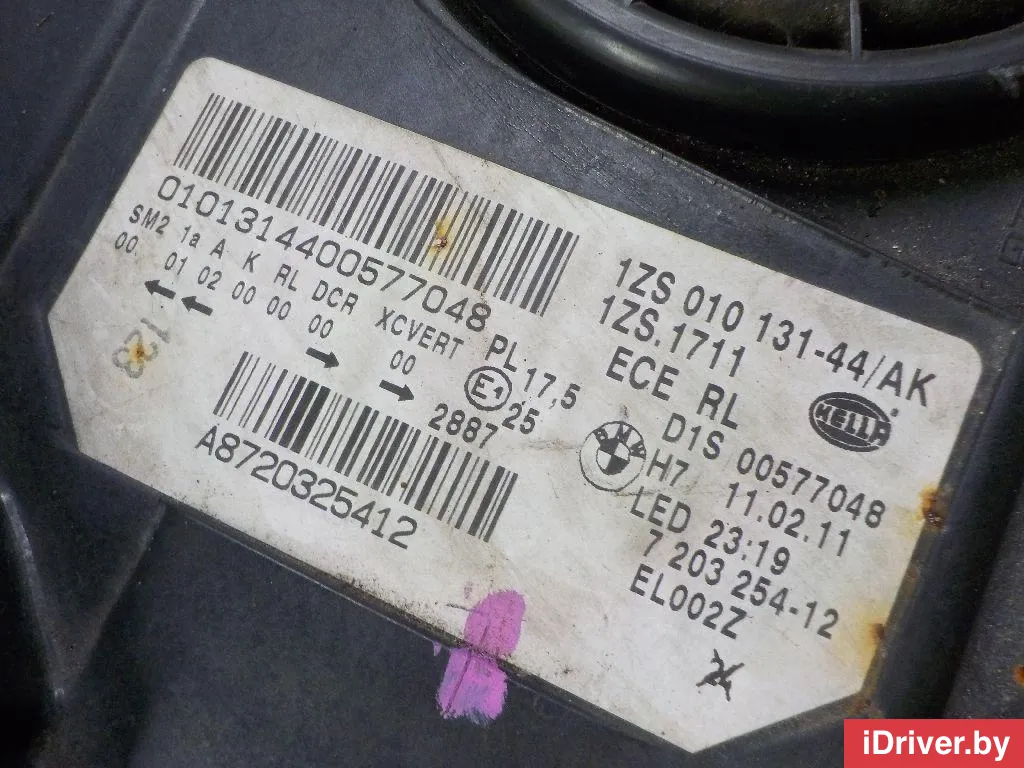 0101314400577048
SM2 1a A K RL DCR XCVERT PL 17,5
00. 01 02 00 00 00 00
E1 25
2887
123
A8720325412
1ZS 010 131-44/AK
1ZS.1711
ECE RL
HELLA
D1S 00577048
BMW
H7 11.02.11
LED 23:19
7 203 254-12
EL002Z
iDriver.by